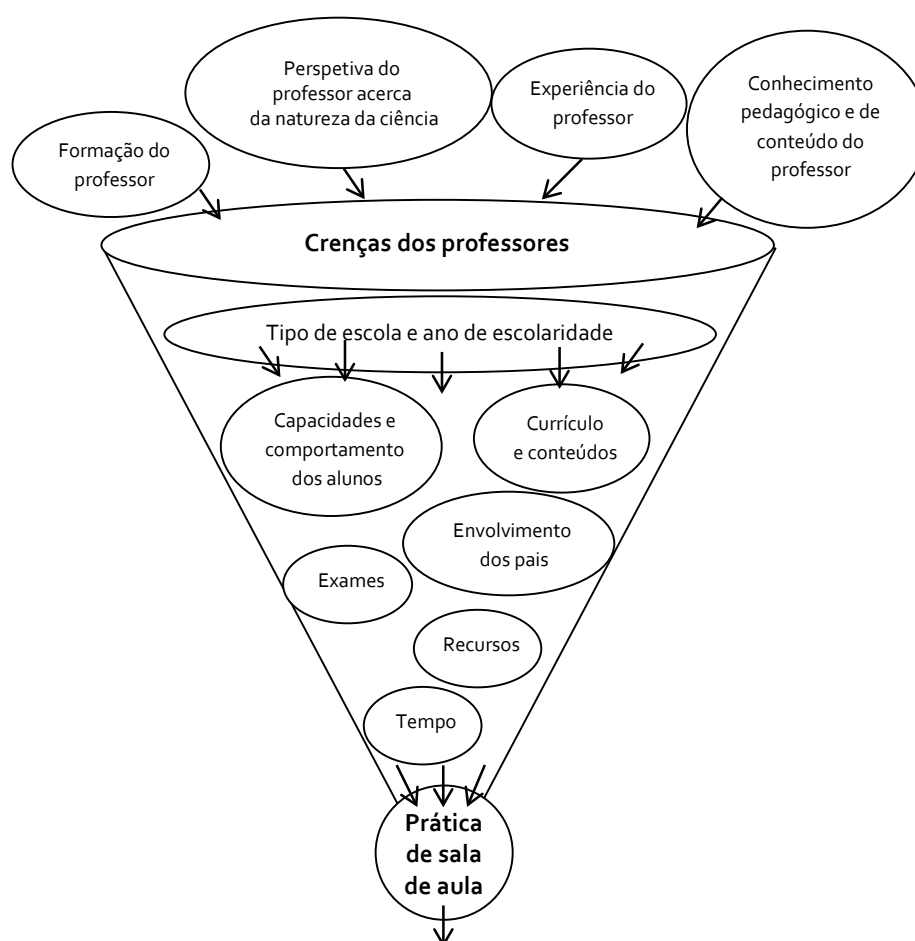 Perspetiva do
professor acerca
da natureza da ciência
Experiência do
professor
Conhecimento
pedagógico e de
conteúdo do
professor
Formação do
professor
Crenças dos professores
Tipo de escola e ano de escolaridade
Capacidades e
comportamento
dos alunos
Currículo
e conteúdos
Envolvimento
dos pais
Exames
Recursos
Tempo
Prática
de sala
de aula